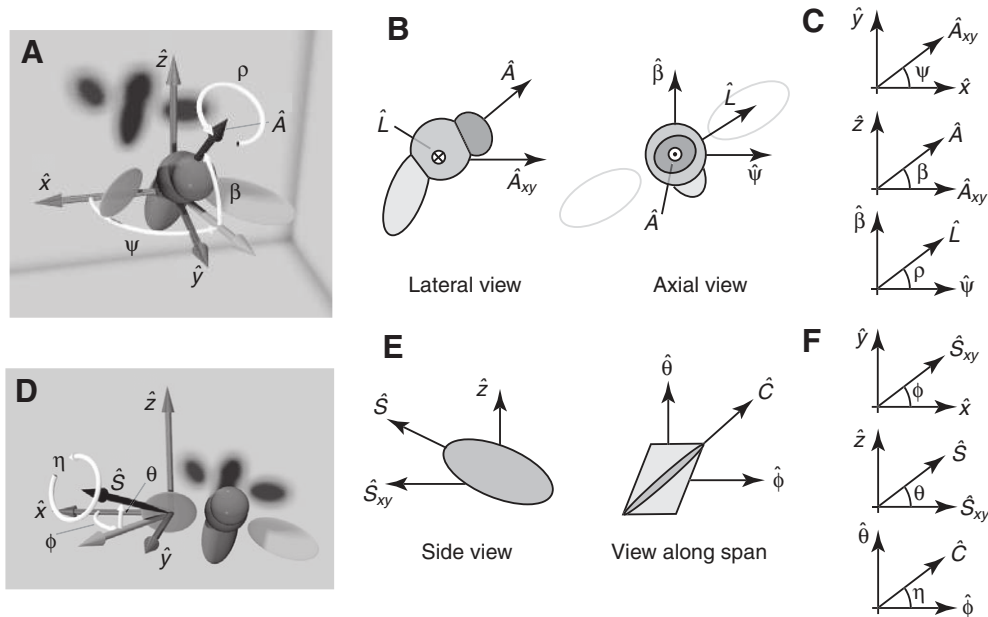 A
ẑ
ρ
Â
x̂
β
ψ
ŷ
B
L̂
Â
Â_xy
Lateral view
β̂
L̂
ψ̂
Â
Axial view
C
ŷ
Â_xy
ψ
x̂
ẑ
Â
β
Â_xy
β̂
L̂
ρ
ψ̂
D
ẑ
η
Ŝ
θ
x̂
ϕ
ŷ
E
Ŝ
ẑ
Ŝ_xy
Side view
θ̂
Ĉ
ϕ̂
View along span
F
ŷ
Ŝ_xy
ϕ
x̂
ẑ
Ŝ
θ
Ŝ_xy
θ̂
Ĉ
η
ϕ̂